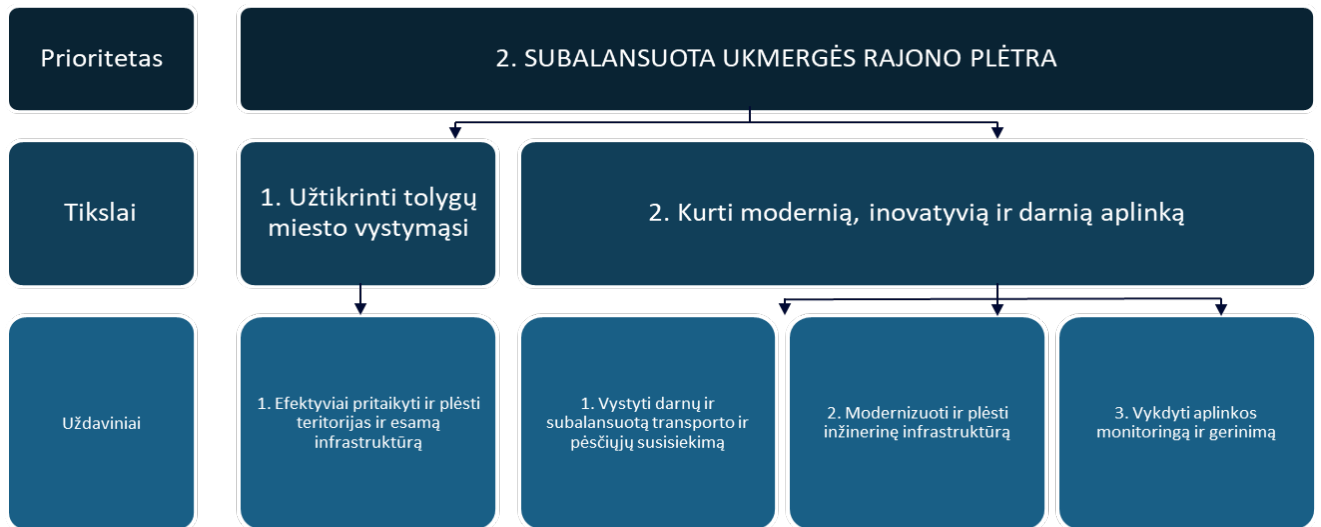 Prioritetas
2. SUBALANSUOTA UKMERGĖS RAJONO PLĖTRA
Tikslai
1. Užtikrinti tolygų
miesto vystymąsi
2. Kurti modernią, inovatyvią ir darnią aplinką
Uždaviniai
1. Efektyviai pritaikyti ir plėsti
teritorijas ir esamą
infrastruktūrą
1. Vystyti darnų ir
subalansuotą transporto ir
pėsčiųjų susisiekimą
2. Modernizuoti ir plėsti
inžinerinę infrastruktūrą
3. Vykdyti aplinkos
monitoringą ir gerinimą